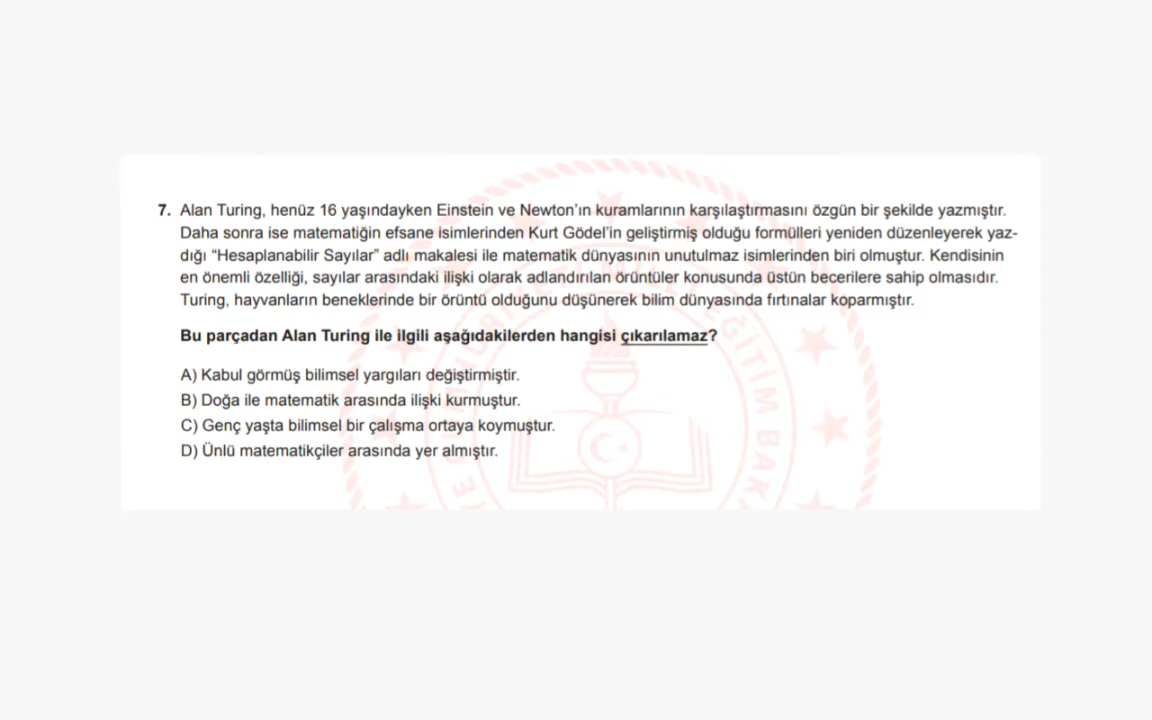 7. Alan Turing, henüz 16 yaşındayken Einstein ve Newton'ın kuramlarının karşılaştırmasını özgün bir şekilde yazmıştır.
Daha sonra ise matematiğin efsane isimlerinden Kurt Gödel'in geliştirmiş olduğu formülleri yeniden düzenleyerek yaz-
dığı “Hesaplanabilir Sayılar” adlı makalesi ile matematik dünyasının unutulmaz isimlerinden biri olmuştur. Kendisinin
en önemli özelliği, sayılar arasındaki ilişki olarak adlandırılan örüntüler konusunda üstün becerilere sahip olmasıdır.
Turing, hayvanların beneklerinde bir örüntü olduğunu düşünerek bilim dünyasında fırtınalar koparmıştır.
Bu parçadan Alan Turing ile ilgili aşağıdakilerden hangisi çıkarılamaz?
A) Kabul görmüş bilimsel yargıları değiştirmiştir.
B) Doğa ile matematik arasında ilişki kurmuştur.
C) Genç yaşta bilimsel bir çalışma ortaya koymuştur.
D) Ünlü matematikçiler arasında yer almıştır.